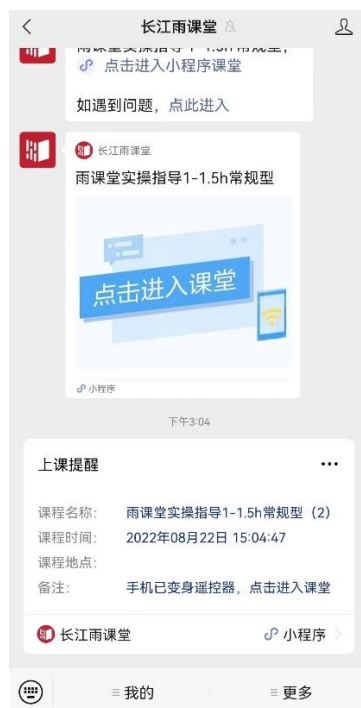 长江雨课堂
点击进入小程序课堂
如遇到问题，点此进入
长江雨课堂
雨课堂实操指导1-1.5h常规型
点击进入课堂
小程序
下午3:04
上课提醒
课程名称: 雨课堂实操指导1-1.5h常规型（2）
课程时间: 2022年08月22日 15:04:47
课程地点:
备注: 手机已变身遥控器，点击进入课堂
长江雨课堂 小程序
我的 更多